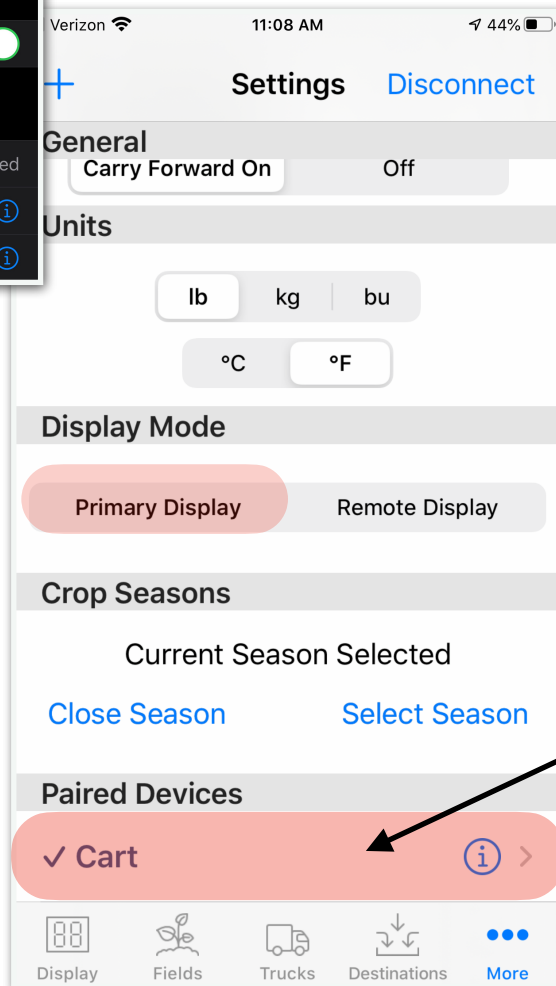 Verizon 11:08 AM 44%
+ Settings Disconnect
ed
General
Carry Forward On Off
Units
lb kg bu
°C °F
Display Mode
Primary Display Remote Display
Crop Seasons
Current Season Selected
Close Season Select Season
Paired Devices
✓ Cart i >
Display Fields Trucks Destinations More